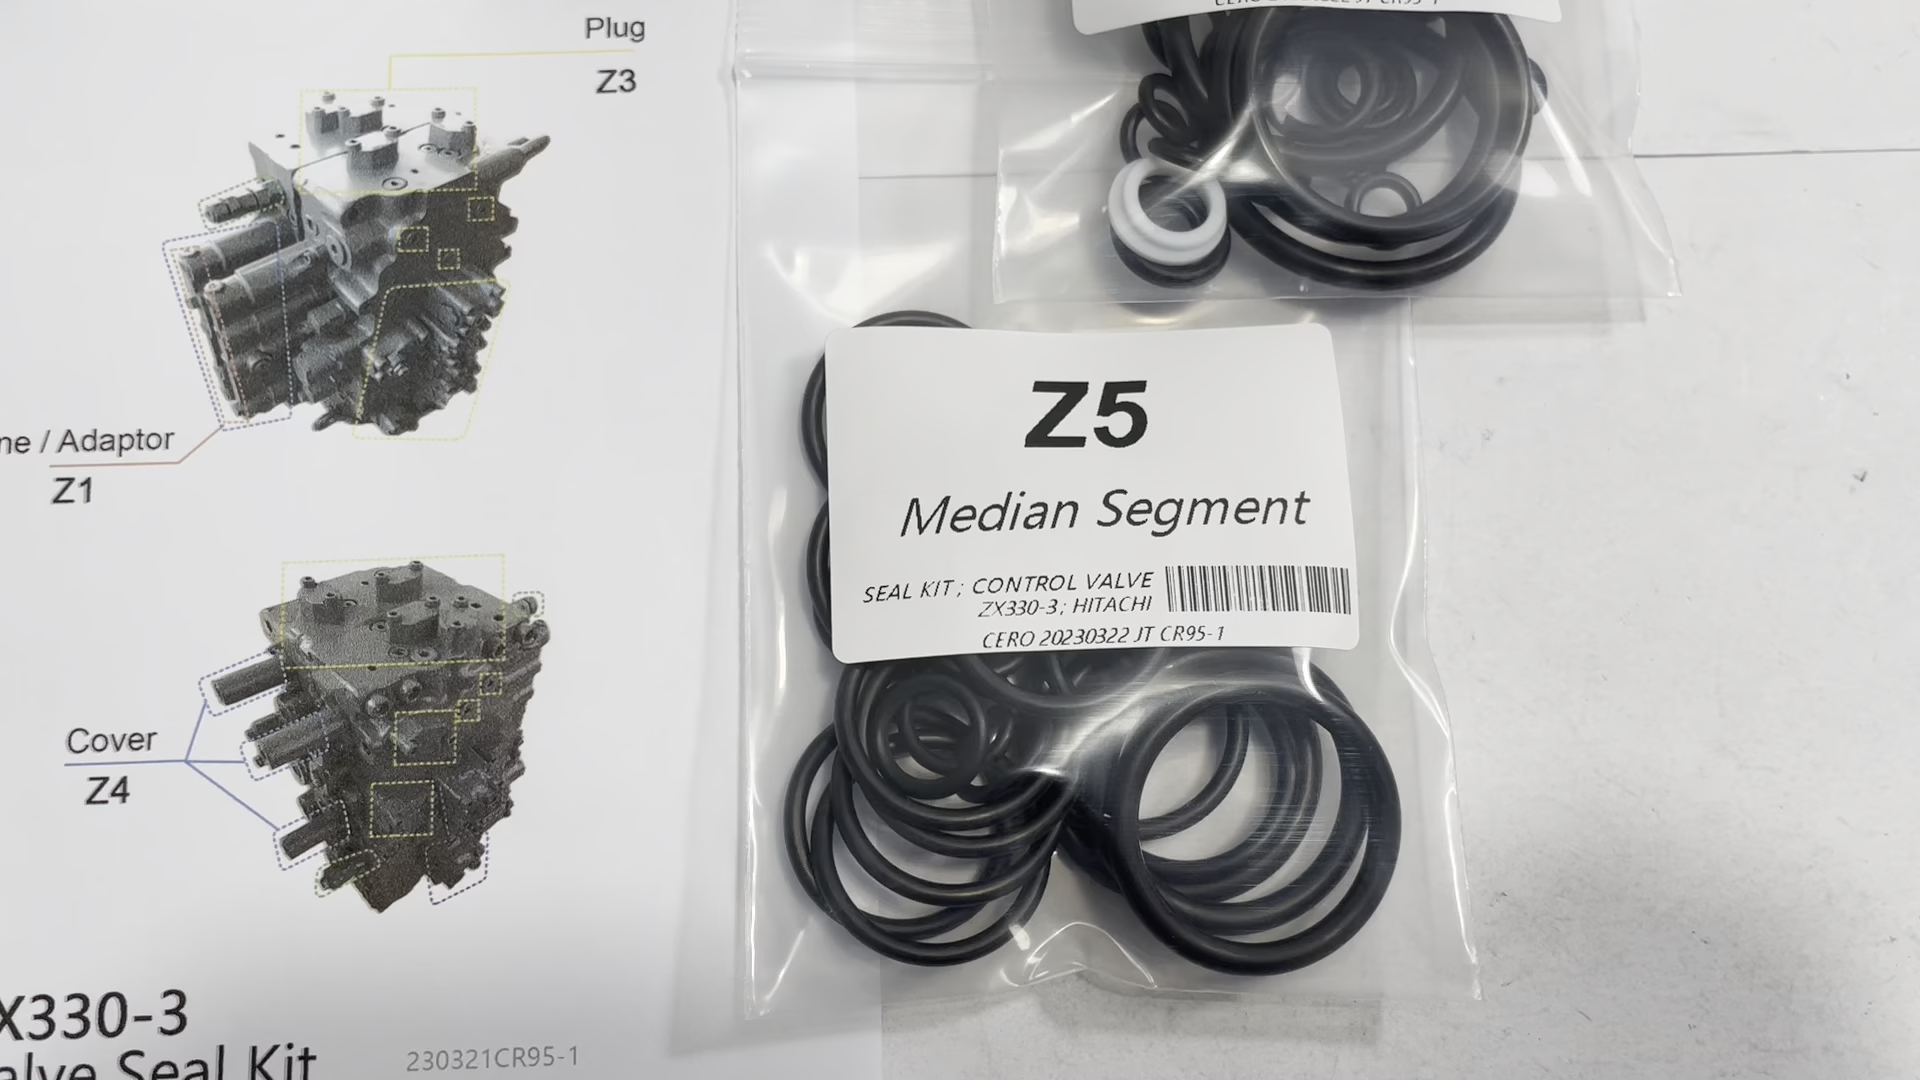 Plug
Z3
ne / Adaptor
Z1
Cover
Z4
X330-3
alve Seal Kit
230321CR95-1
Z5
Median Segment
SEAL KIT ; CONTROL VALVE
ZX330-3 ; HITACHI
CERO 20230322 JT CR95-1